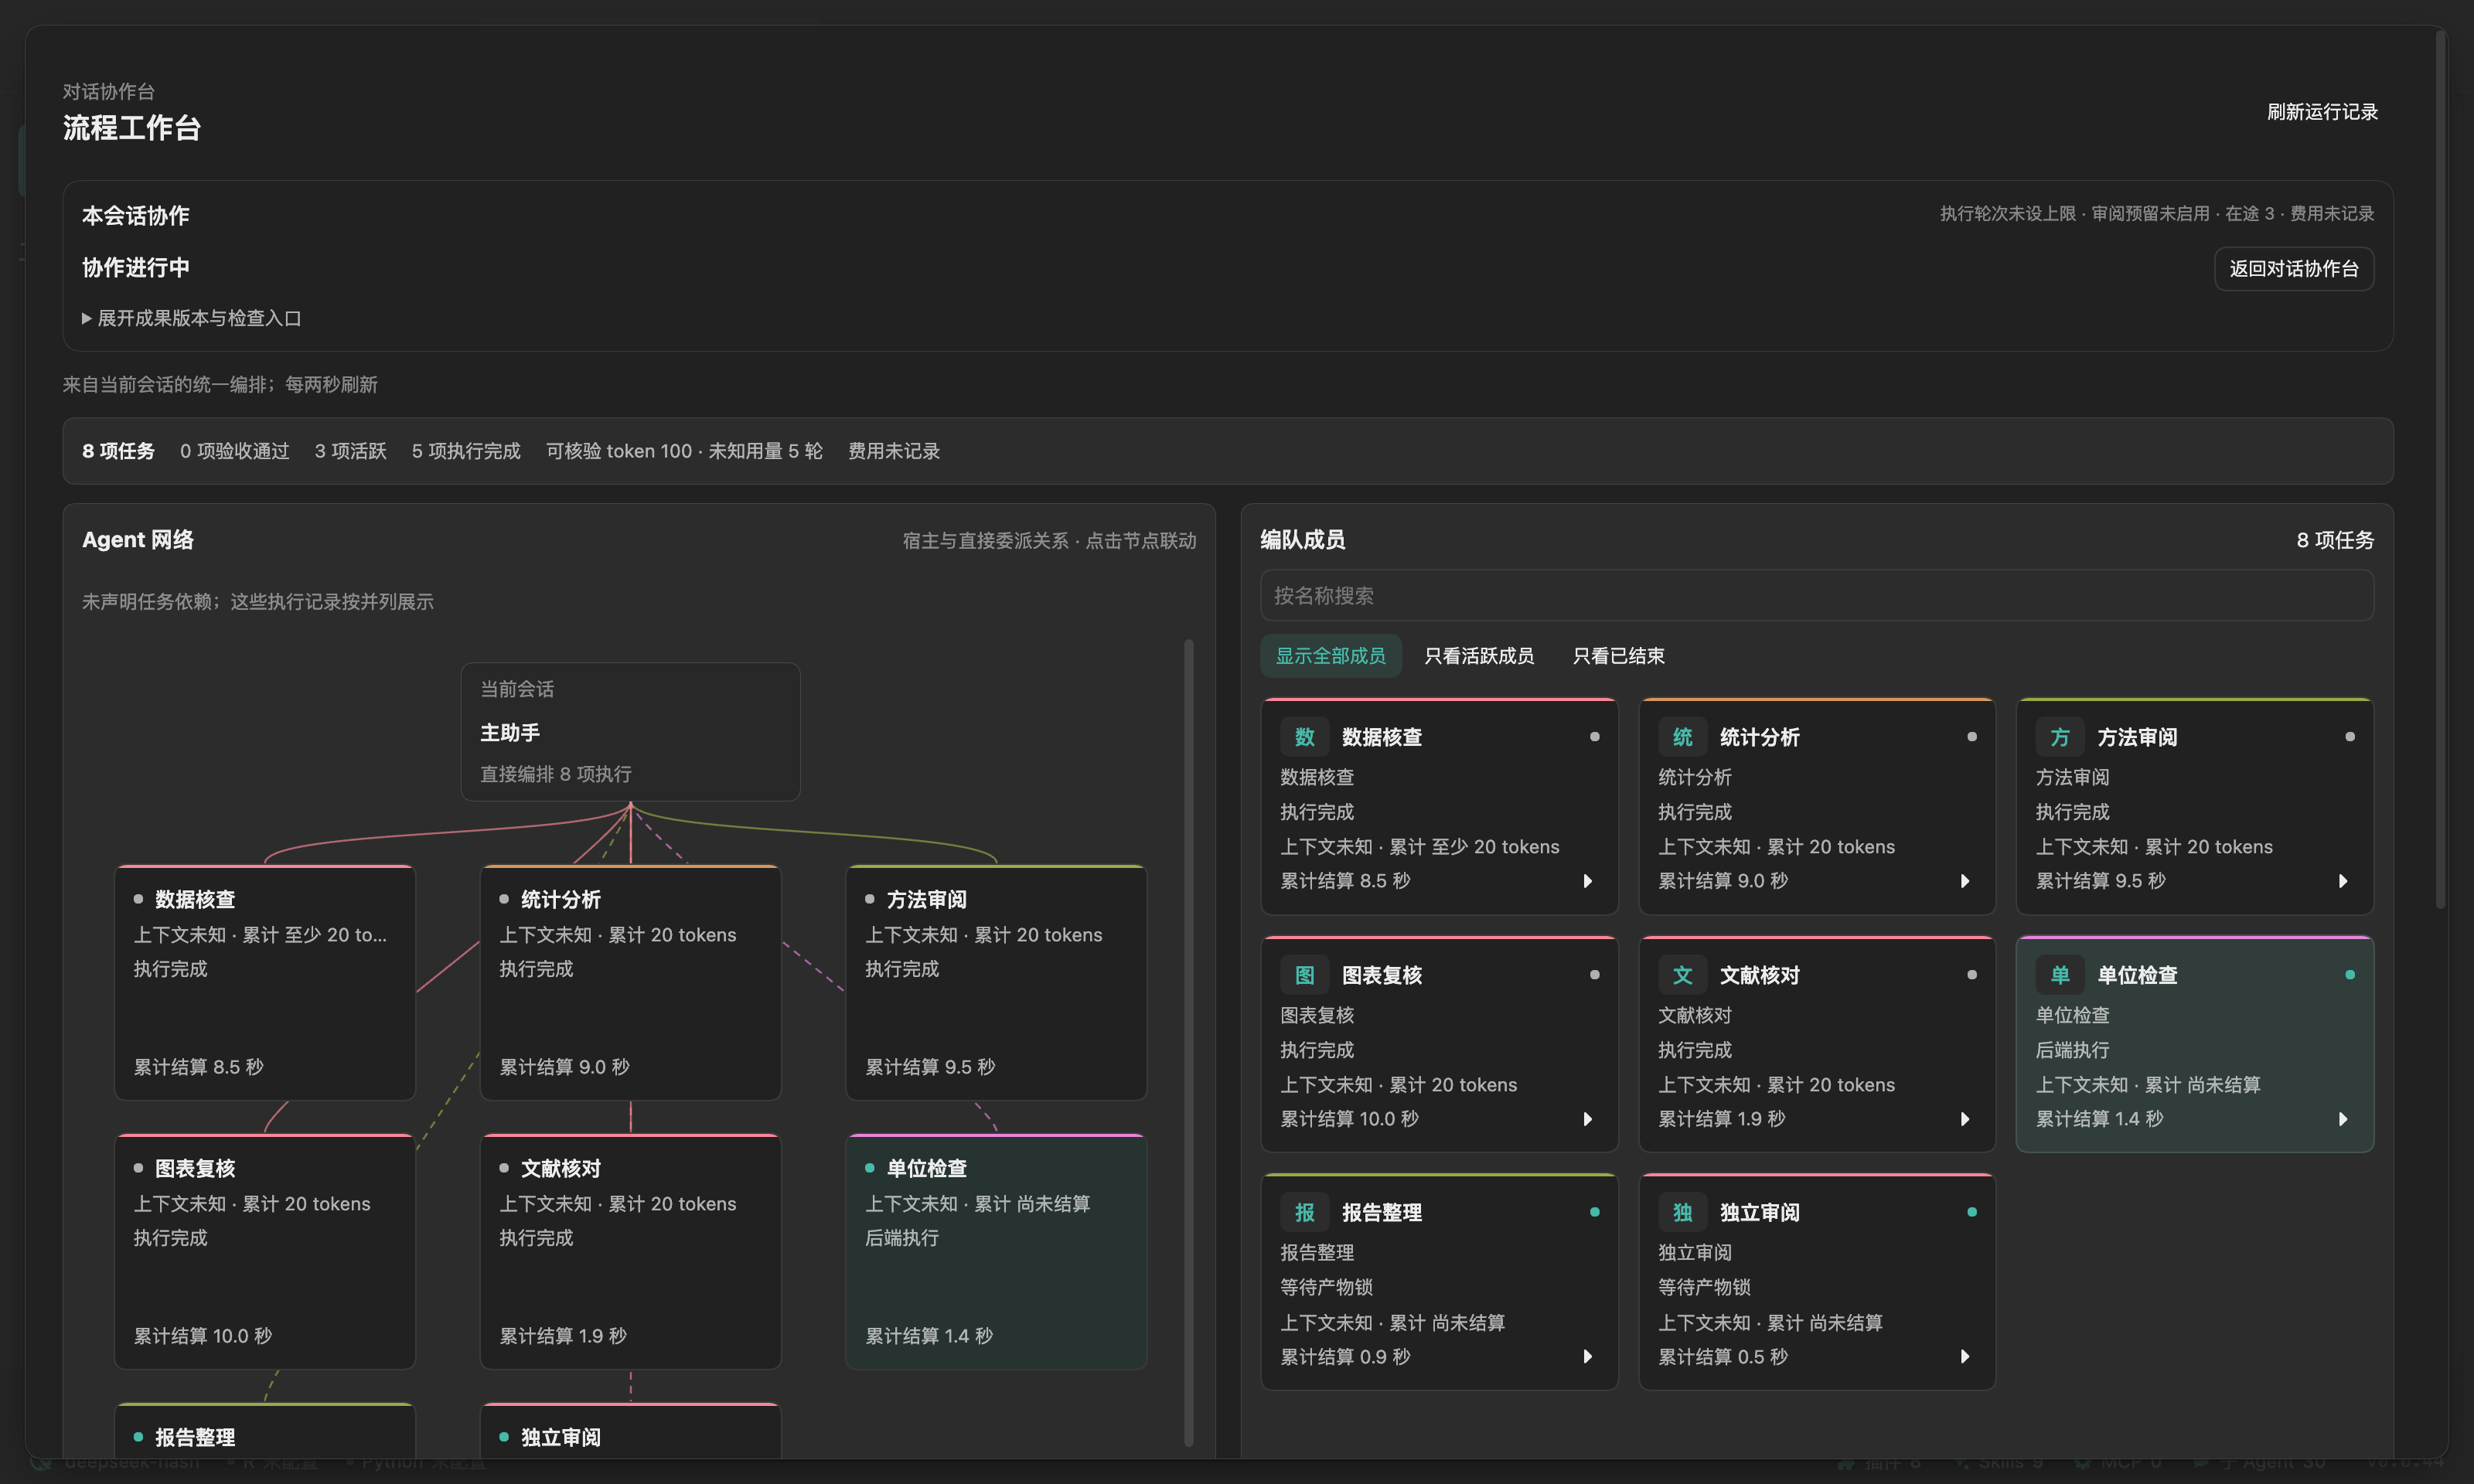 对话协作台
流程工作台
刷新运行记录
本会话协作
执行轮次未设上限 · 审阅预留未启用 · 在途 3 · 费用未记录
协作进行中
返回对话协作台
展开成果版本与检查入口
来自当前会话的统一编排；每两秒刷新
8 项任务 0 项验收通过 3 项活跃 5 项执行完成 可核验 token 100 · 未知用量 5 轮 费用未记录
Agent 网络
宿主与直接委派关系 · 点击节点联动
未声明任务依赖；这些执行记录按并列展示
当前会话
主助手
直接编排 8 项执行
数据核查
上下文未知 · 累计 至少 20 to...
执行完成
累计结算 8.5 秒
统计分析
上下文未知 · 累计 20 tokens
执行完成
累计结算 9.0 秒
方法审阅
上下文未知 · 累计 20 tokens
执行完成
累计结算 9.5 秒
图表复核
上下文未知 · 累计 20 tokens
执行完成
累计结算 10.0 秒
文献核对
上下文未知 · 累计 20 tokens
执行完成
累计结算 1.9 秒
单位检查
上下文未知 · 累计 尚未结算
后端执行
累计结算 1.4 秒
报告整理
独立审阅
编队成员
8 项任务
按名称搜索
显示全部成员 只看活跃成员 只看已结束
数 数据核查
数据核查
执行完成
上下文未知 · 累计 至少 20 tokens
累计结算 8.5 秒
统 统计分析
统计分析
执行完成
上下文未知 · 累计 20 tokens
累计结算 9.0 秒
方 方法审阅
方法审阅
执行完成
上下文未知 · 累计 20 tokens
累计结算 9.5 秒
图 图表复核
图表复核
执行完成
上下文未知 · 累计 20 tokens
累计结算 10.0 秒
文 文献核对
文献核对
执行完成
上下文未知 · 累计 20 tokens
累计结算 1.9 秒
单 单位检查
单位检查
后端执行
上下文未知 · 累计 尚未结算
累计结算 1.4 秒
报 报告整理
报告整理
等待产物锁
上下文未知 · 累计 尚未结算
累计结算 0.9 秒
独 独立审阅
独立审阅
等待产物锁
上下文未知 · 累计 尚未结算
累计结算 0.5 秒